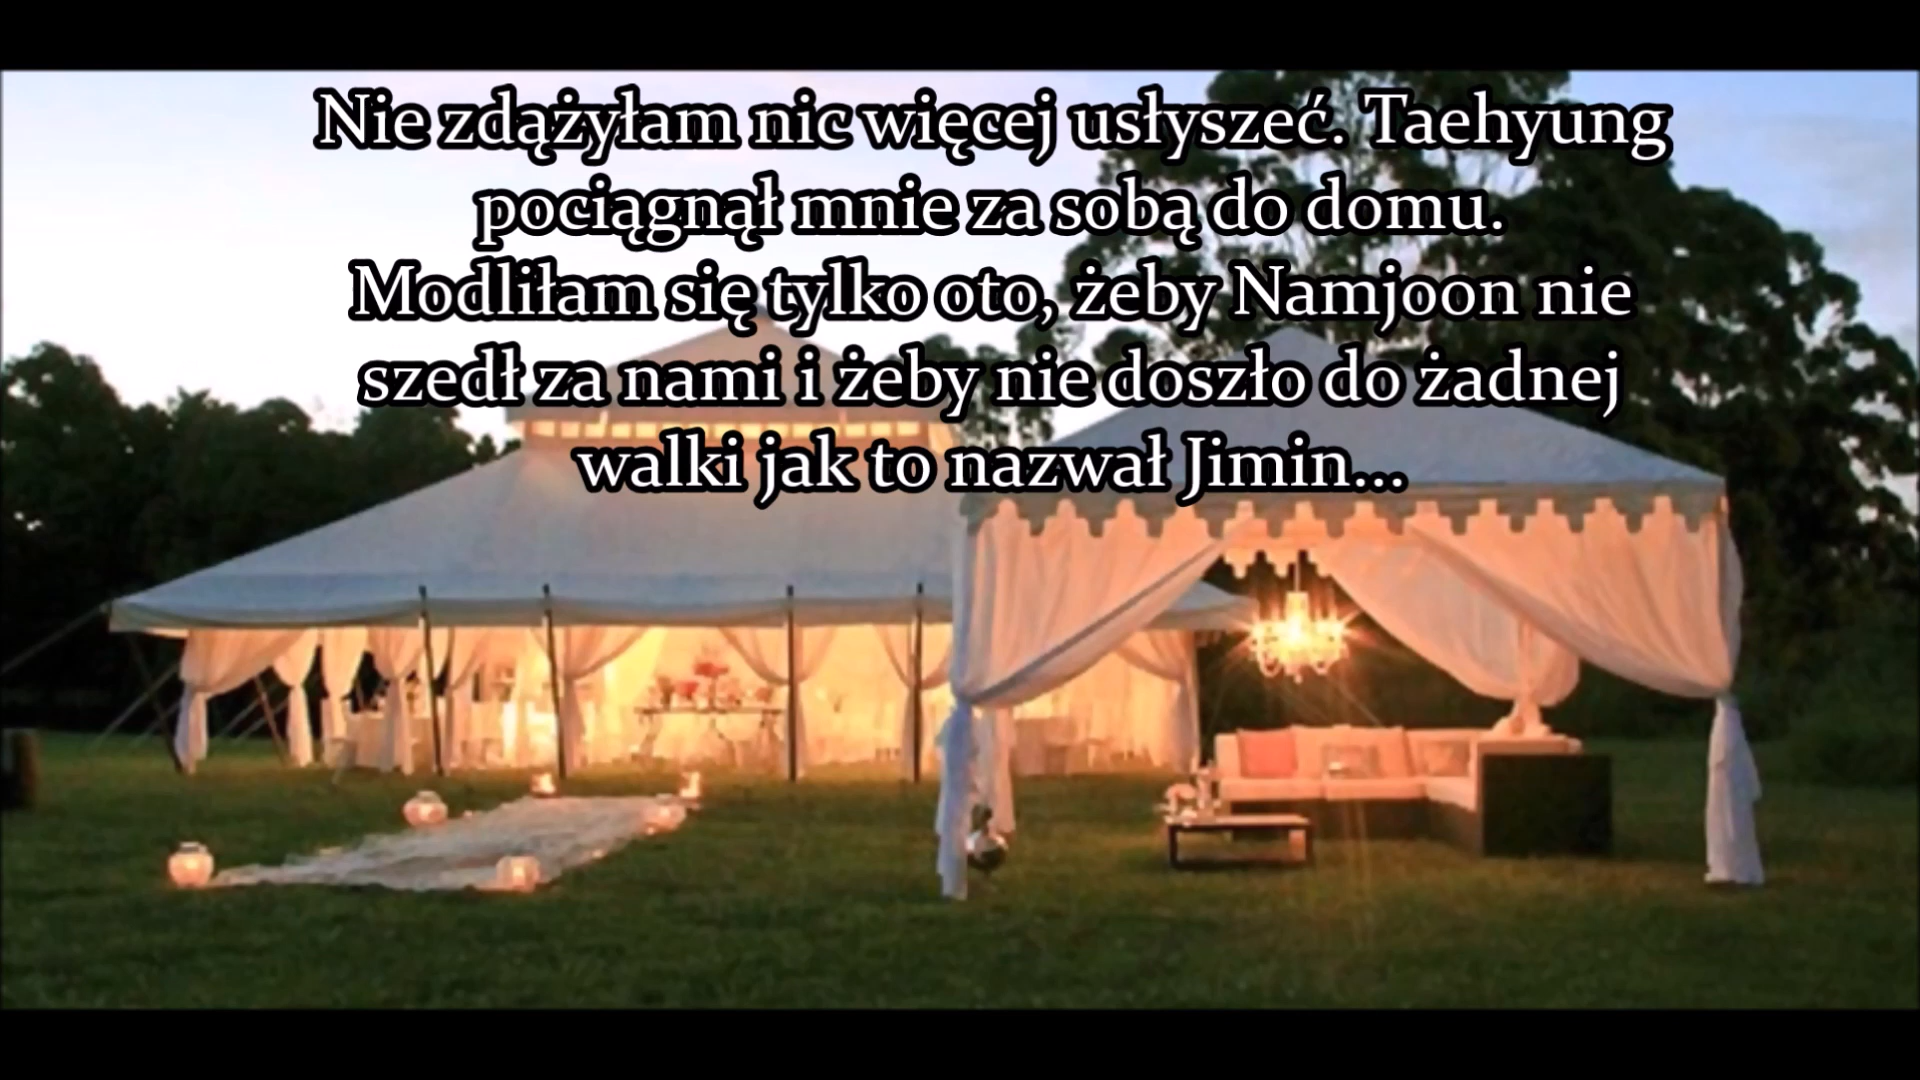 Nie zdążyłam nic więcej usłyszeć. Taehyung
pociągnął mnie za sobą do domu.
Modliłam się tylko oto, żeby Namjoon nie
szedł za nami i żeby nie doszło do żadnej
walki jak to nazwał Jimin...